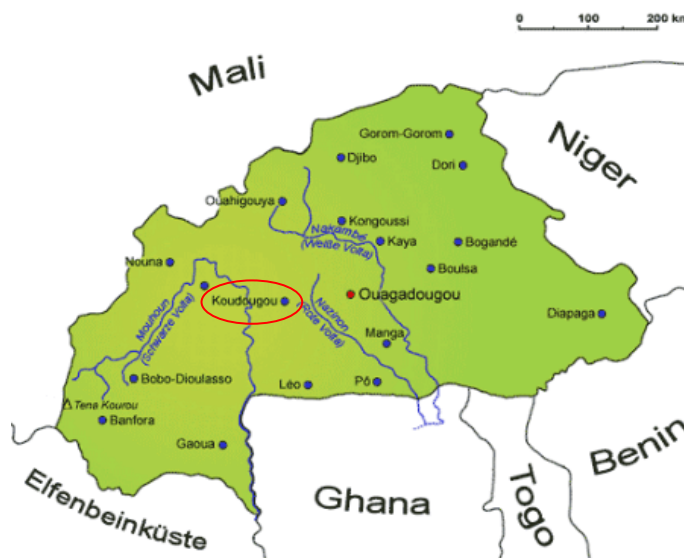 0 100 200 km
Mali
Niger
Gorom-Gorom
Djibo
Dori
Ouahigouya
Kongoussi
Nakambé
(Weiße Volta)
Kaya
Bogandé
Nouna
Boulsa
Koudougou
Ouagadougou
Mouhoun
(Schwarze Volta)
Nazinon
(Rote Volta)
Diapaga
Manga
Bobo-Dioulasso
Léo
Pô
Tena Kourou
Banfora
Gaoua
Elfenbeinküste
Ghana
Togo
Benin